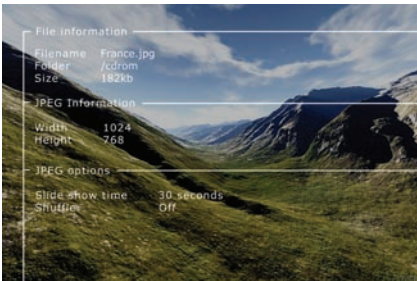 File information
Filename France.jpg
Folder /cdrom
Size 182kb
JPEG Information
Width 1024
Height 768
JPEG options
Slide show time 30 seconds
Shuffles Off